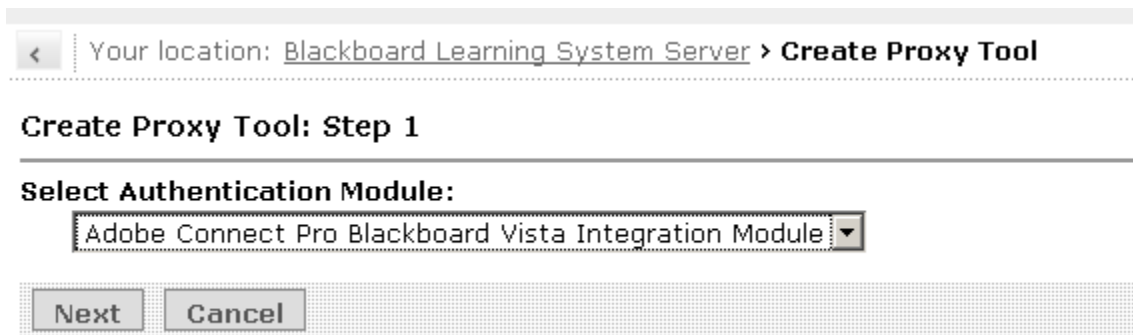 Your location: Blackboard Learning System Server › Create Proxy Tool
Create Proxy Tool: Step 1
Select Authentication Module:
Adobe Connect Pro Blackboard Vista Integration Module
Next Cancel